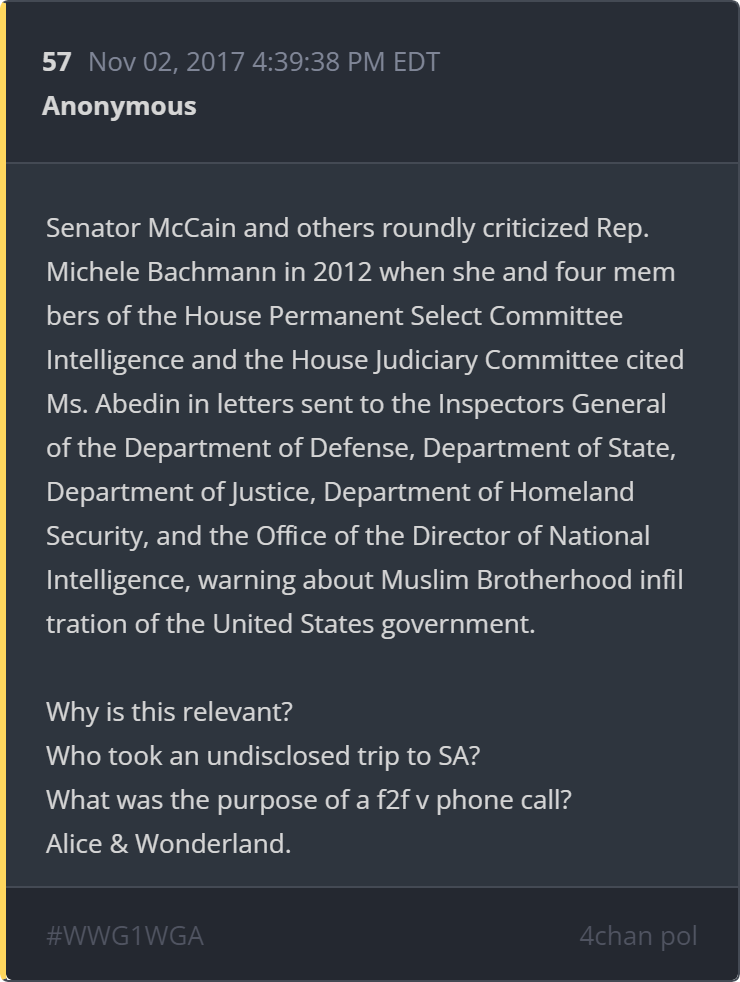 57 Nov 02, 2017 4:39:38 PM EDT
Anonymous
Senator McCain and others roundly criticized Rep.
Michele Bachmann in 2012 when she and four mem
bers of the House Permanent Select Committee
Intelligence and the House Judiciary Committee cited
Ms. Abedin in letters sent to the Inspectors General
of the Department of Defense, Department of State,
Department of Justice, Department of Homeland
Security, and the Office of the Director of National
Intelligence, warning about Muslim Brotherhood infil
tration of the United States government.
Why is this relevant?
Who took an undisclosed trip to SA?
What was the purpose of a f2f v phone call?
Alice & Wonderland.
#WWG1WGA 4chan pol